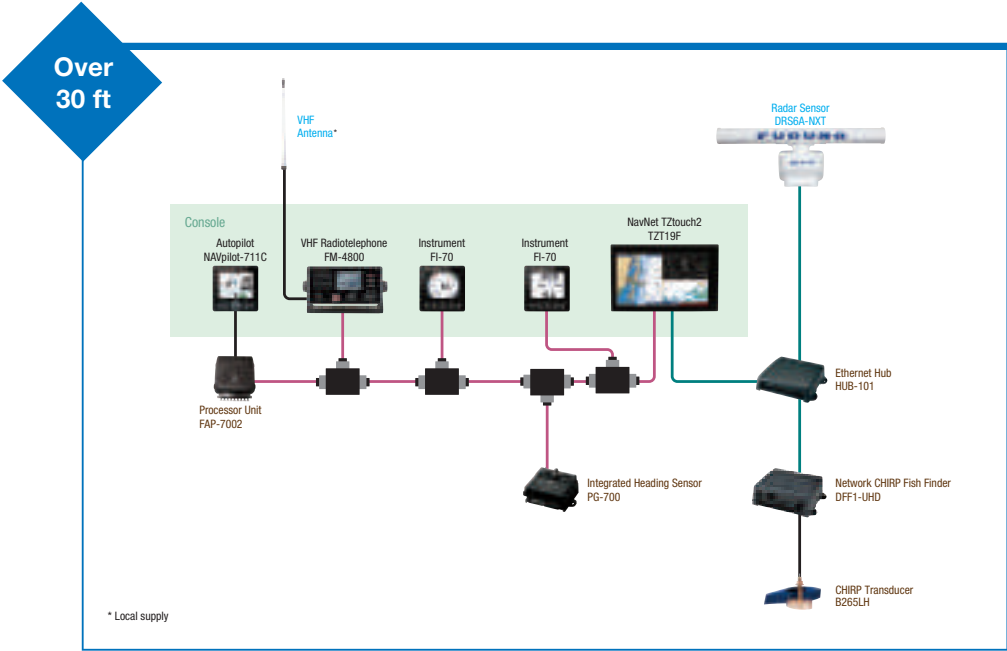 Over
30 ft
VHF
Antenna*
Radar Sensor
DRS6A-NXT
FURUNO
Console
Autopilot
NAVpilot-711C
VHF Radiotelephone
FM-4800
Instrument
FI-70
Instrument
FI-70
NavNet TZtouch2
TZT19F
Processor Unit
FAP-7002
Ethernet Hub
HUB-101
Integrated Heading Sensor
PG-700
Network CHIRP Fish Finder
DFF1-UHD
CHIRP Transducer
B265LH
* Local supply